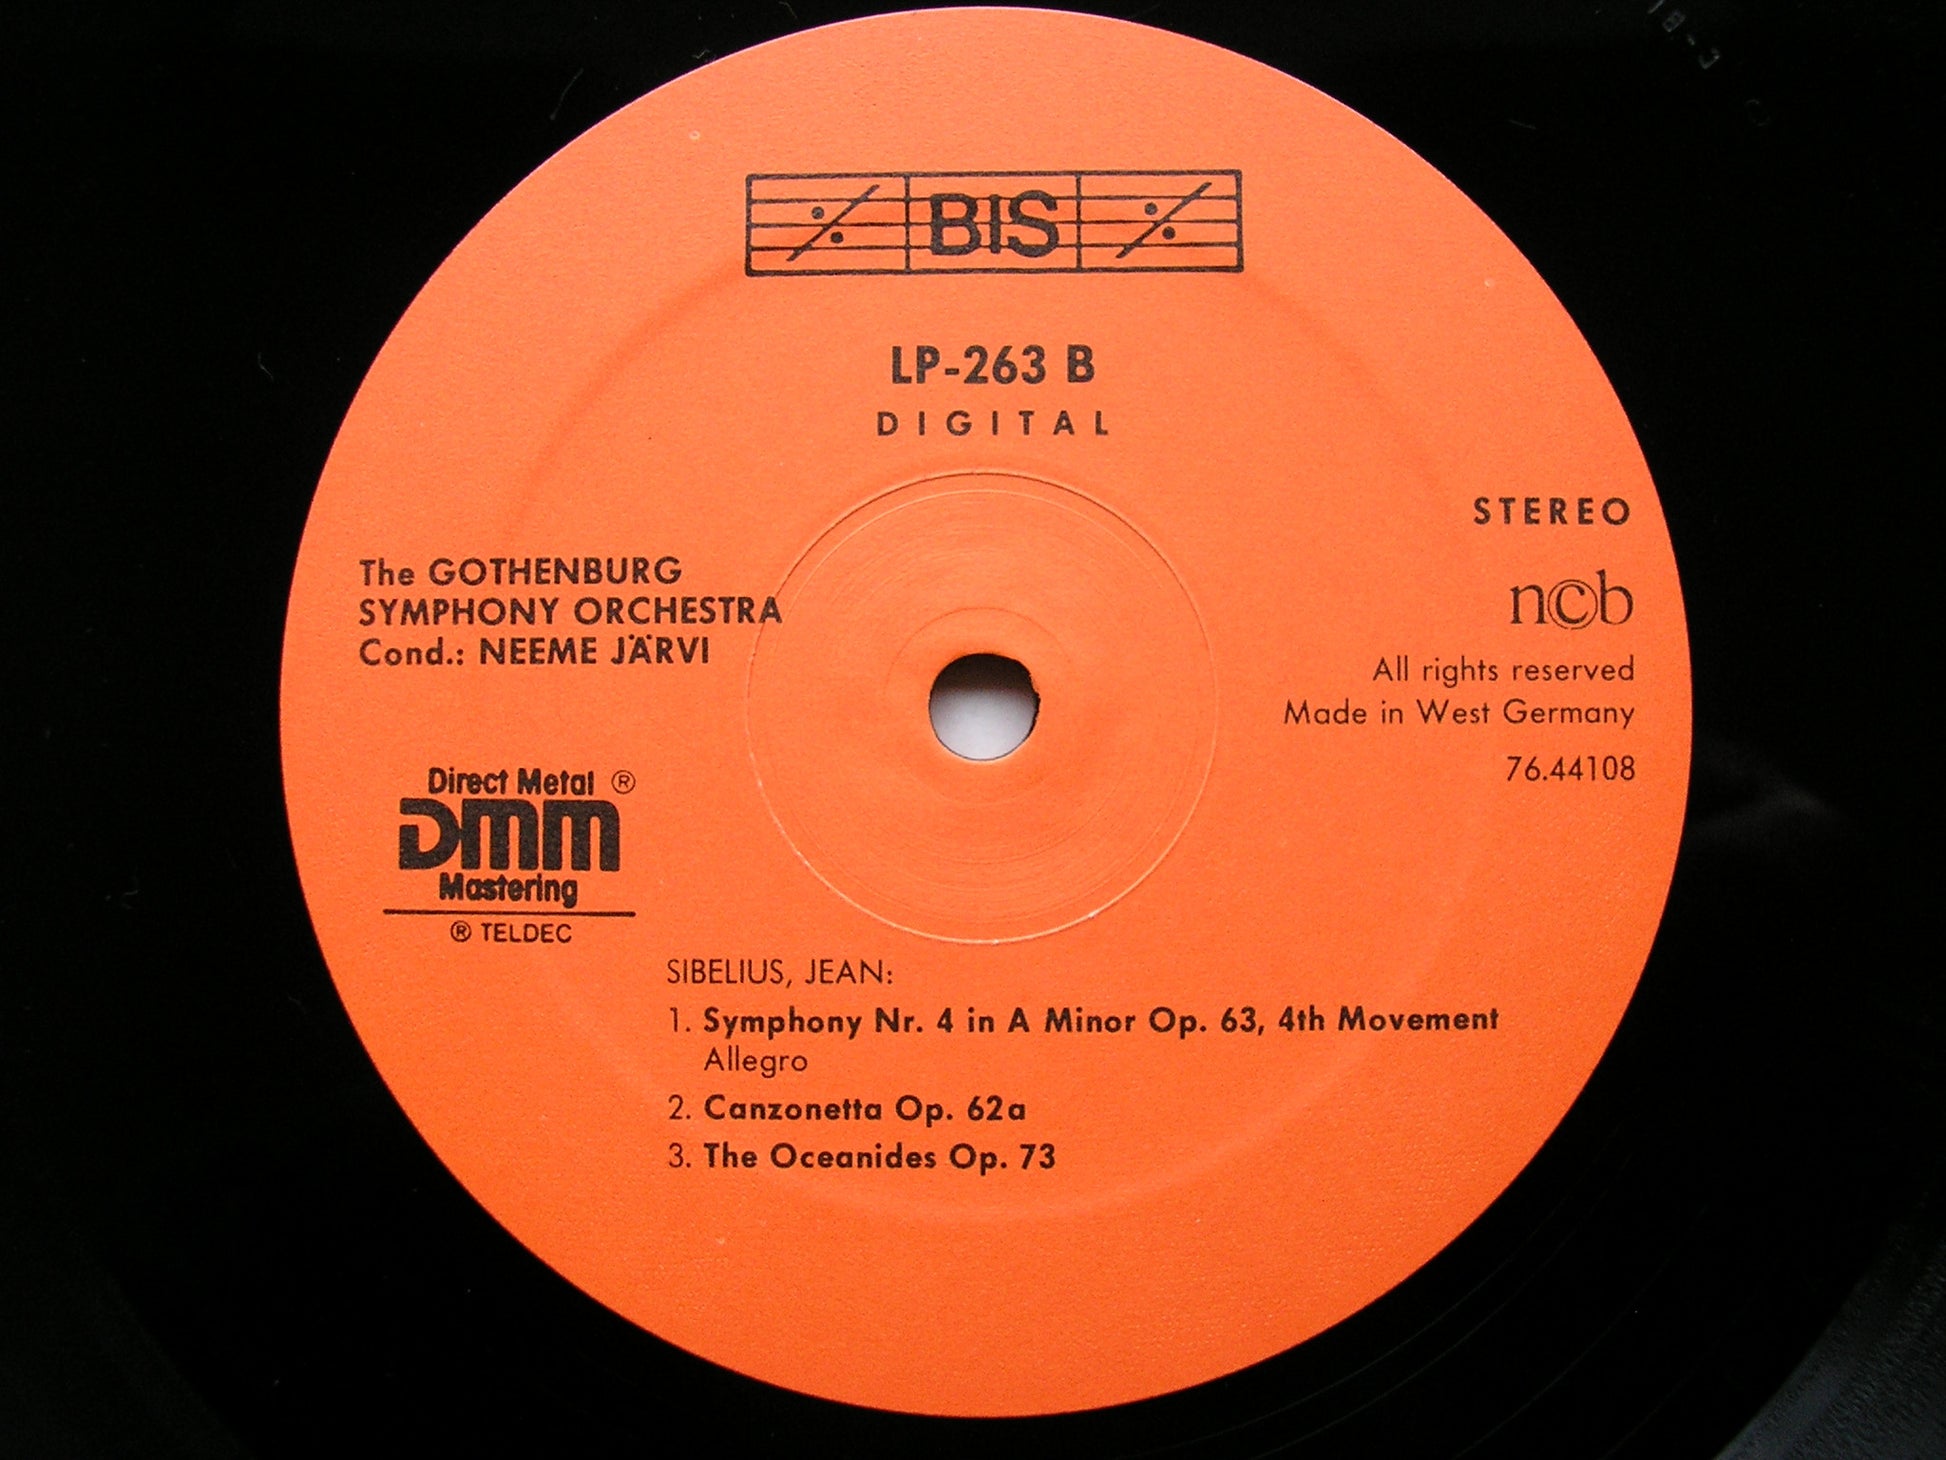 BIS
LP-263 B
DIGITAL
STEREO
ncb
All rights reserved
Made in West Germany
76.44108
The GOTHENBURG
SYMPHONY ORCHESTRA
Cond.: NEEME JÄRVI
Direct Metal ®
DMM
Mastering
® TELDEC
SIBELIUS, JEAN:
1. Symphony Nr. 4 in A Minor Op. 63, 4th Movement
Allegro
2. Canzonetta Op. 62a
3. The Oceanides Op. 73